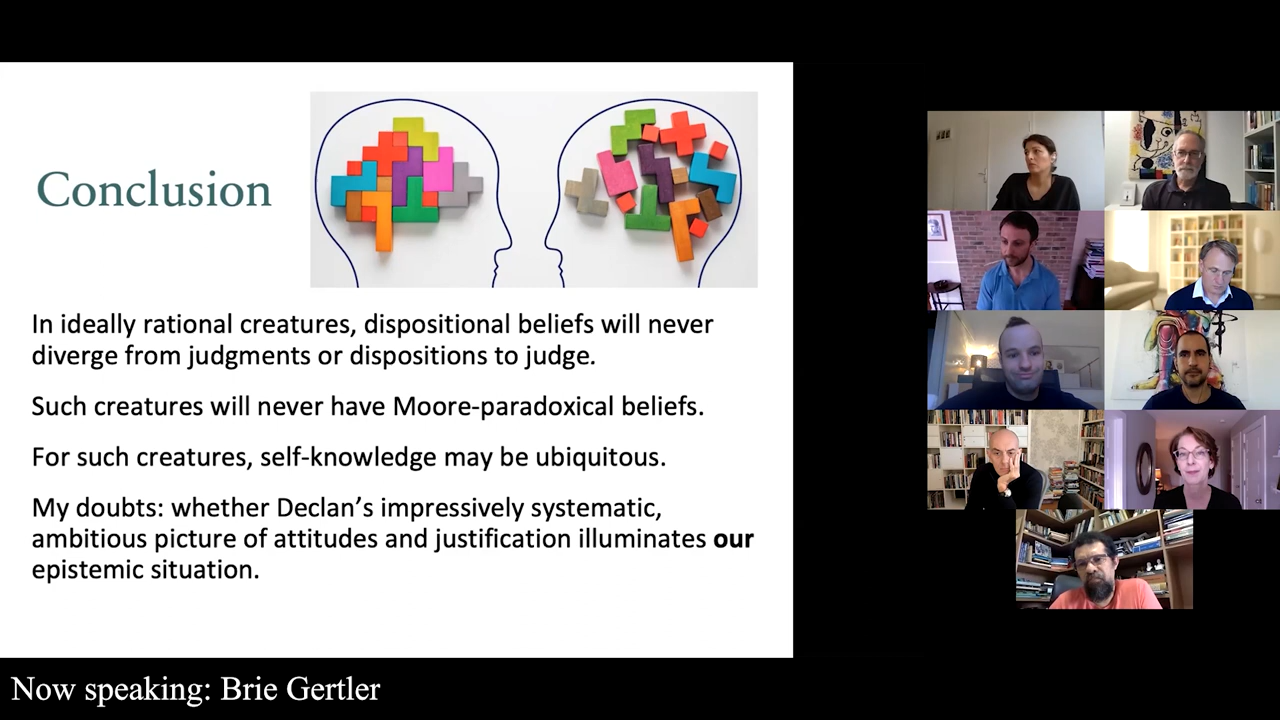 Conclusion
In ideally rational creatures, dispositional beliefs will never
diverge from judgments or dispositions to judge.
Such creatures will never have Moore-paradoxical beliefs.
For such creatures, self-knowledge may be ubiquitous.
My doubts: whether Declan’s impressively systematic,
ambitious picture of attitudes and justification illuminates our
epistemic situation.
Now speaking: Brie Gertler